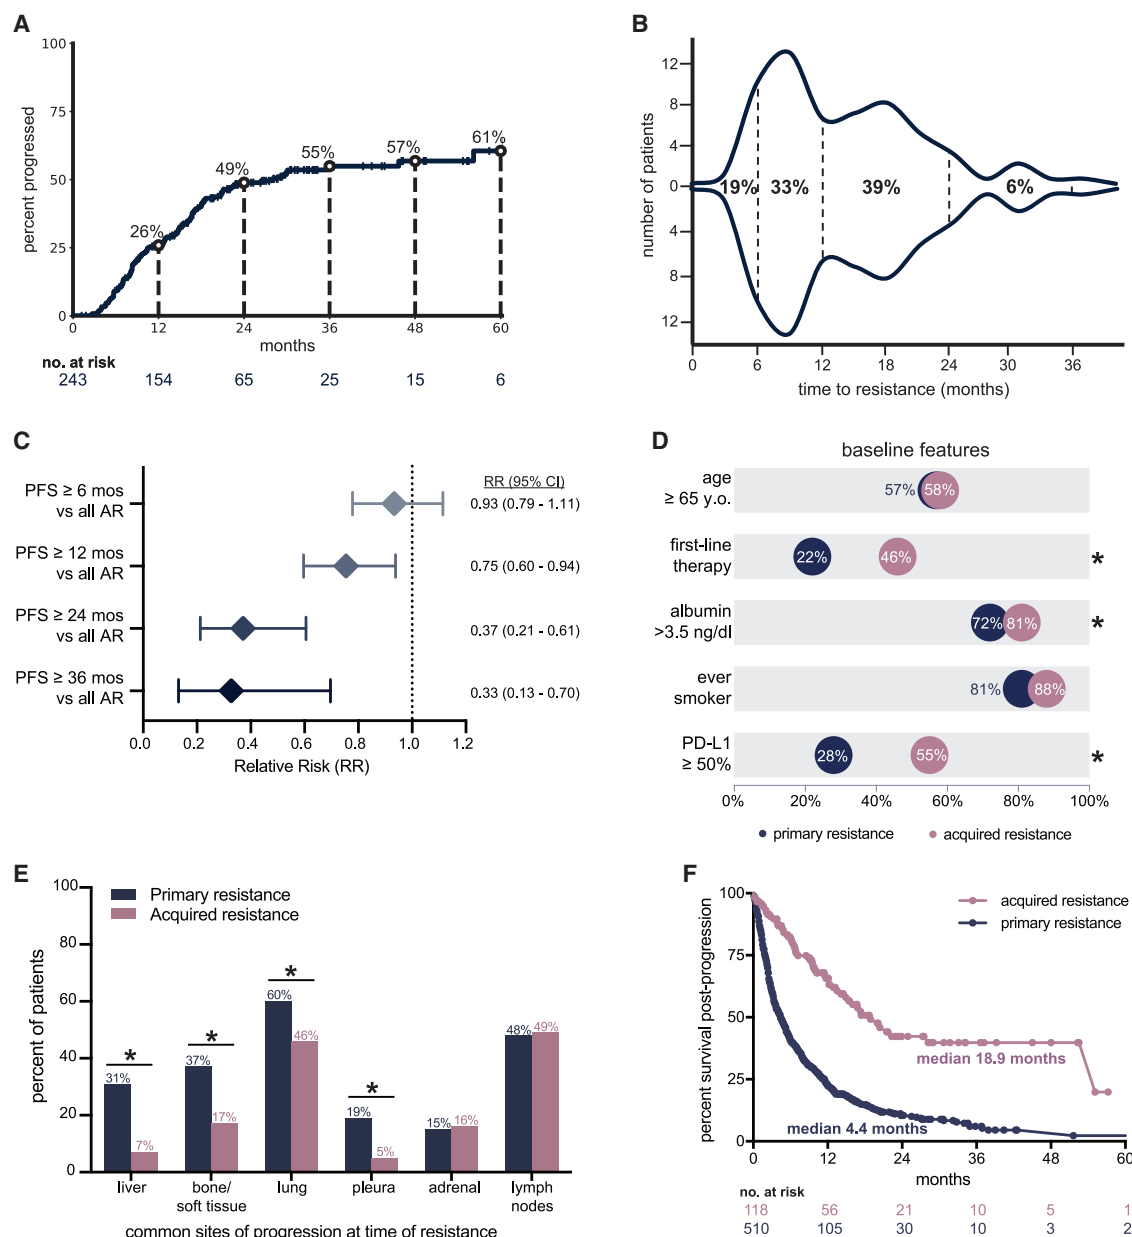 A
100
75
50
25
0
percent progressed
26%
49%
55%
57%
61%
0 12 24 36 48 60
months
no. at risk
243 154 65 25 15 6
B
12
8
4
0
4
8
12
number of patients
19% 33% 39% 6%
0 6 12 18 24 30 36
time to resistance (months)
C
RR (95% CI)
PFS ≥ 6 mos
vs all AR
0.93 (0.79 - 1.11)
PFS ≥ 12 mos
vs all AR
0.75 (0.60 - 0.94)
PFS ≥ 24 mos
vs all AR
0.37 (0.21 - 0.61)
PFS ≥ 36 mos
vs all AR
0.33 (0.13 - 0.70)
0.0 0.2 0.4 0.6 0.8 1.0 1.2
Relative Risk (RR)
D
baseline features
age
≥ 65 y.o.
57% 58%
first-line
therapy
22% 46% *
albumin
>3.5 ng/dl
72% 81% *
ever
smoker
81% 88%
PD-L1
≥ 50%
28% 55% *
0% 20% 40% 60% 80% 100%
primary resistance acquired resistance
E
100
80
60
40
20
0
percent of patients
Primary resistance
Acquired resistance
* * * *
31% 7%
37% 17%
60% 46%
19% 5%
15% 16%
48% 49%
liver
bone/
soft tissue
lung
pleura
adrenal
lymph
nodes
common sites of progression at time of resistance
F
100
75
50
25
0
percent survival post-progression
acquired resistance
primary resistance
median 18.9 months
median 4.4 months
0 12 24 36 48 60
months
no. at risk
118 56 21 10 5 1
510 105 30 10 3 2